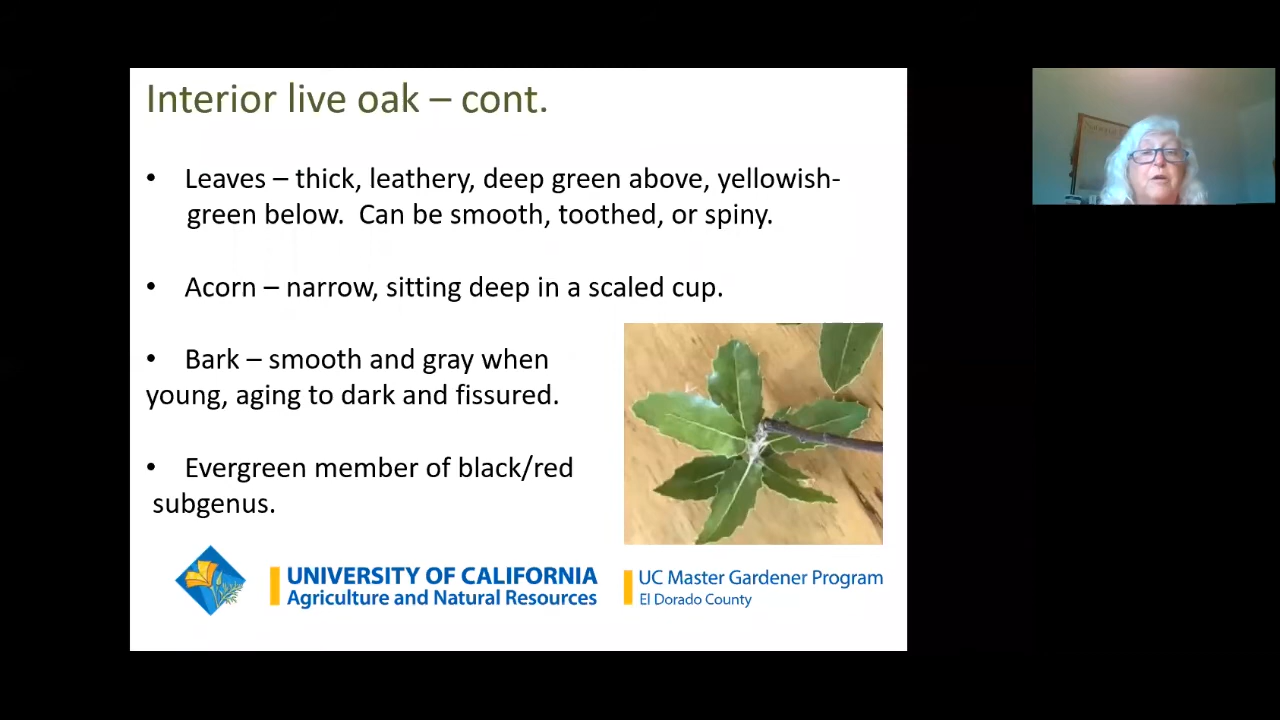 Interior live oak – cont.
• Leaves – thick, leathery, deep green above, yellowish-
green below.  Can be smooth, toothed, or spiny.
• Acorn – narrow, sitting deep in a scaled cup.
• Bark – smooth and gray when
young, aging to dark and fissured.
• Evergreen member of black/red
subgenus.
UNIVERSITY OF CALIFORNIA
Agriculture and Natural Resources
UC Master Gardener Program
El Dorado County